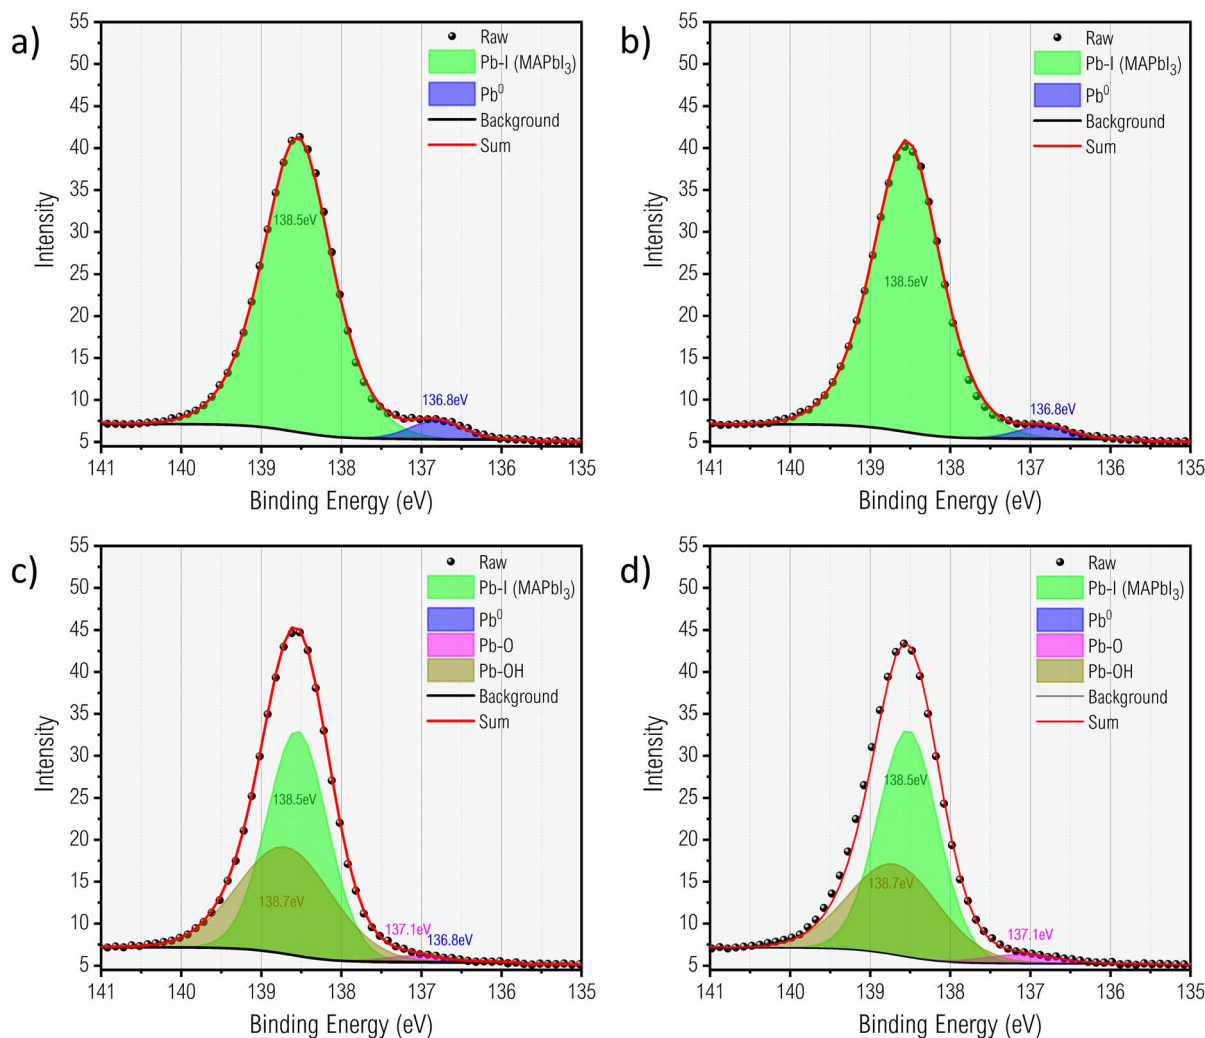 a)
55
50
45
40
35
30
25
20
15
10
5
Intensity
Raw
Pb-I (MAPbI3)
Pb0
Background
Sum
138.5eV
136.8eV
141 140 139 138 137 136 135
Binding Energy (eV)
b)
55
50
45
40
35
30
25
20
15
10
5
Intensity
Raw
Pb-I (MAPbI3)
Pb0
Background
Sum
138.5eV
136.8eV
141 140 139 138 137 136 135
Binding Energy (eV)
c)
55
50
45
40
35
30
25
20
15
10
5
Intensity
Raw
Pb-I (MAPbI3)
Pb0
Pb-O
Pb-OH
Background
Sum
138.5eV
138.7eV
137.1eV
136.8eV
141 140 139 138 137 136 135
Binding Energy (eV)
d)
55
50
45
40
35
30
25
20
15
10
5
Intensity
Raw
Pb-I (MAPbI3)
Pb0
Pb-O
Pb-OH
Background
Sum
138.5eV
138.7eV
137.1eV
141 140 139 138 137 136 135
Binding Energy (eV)